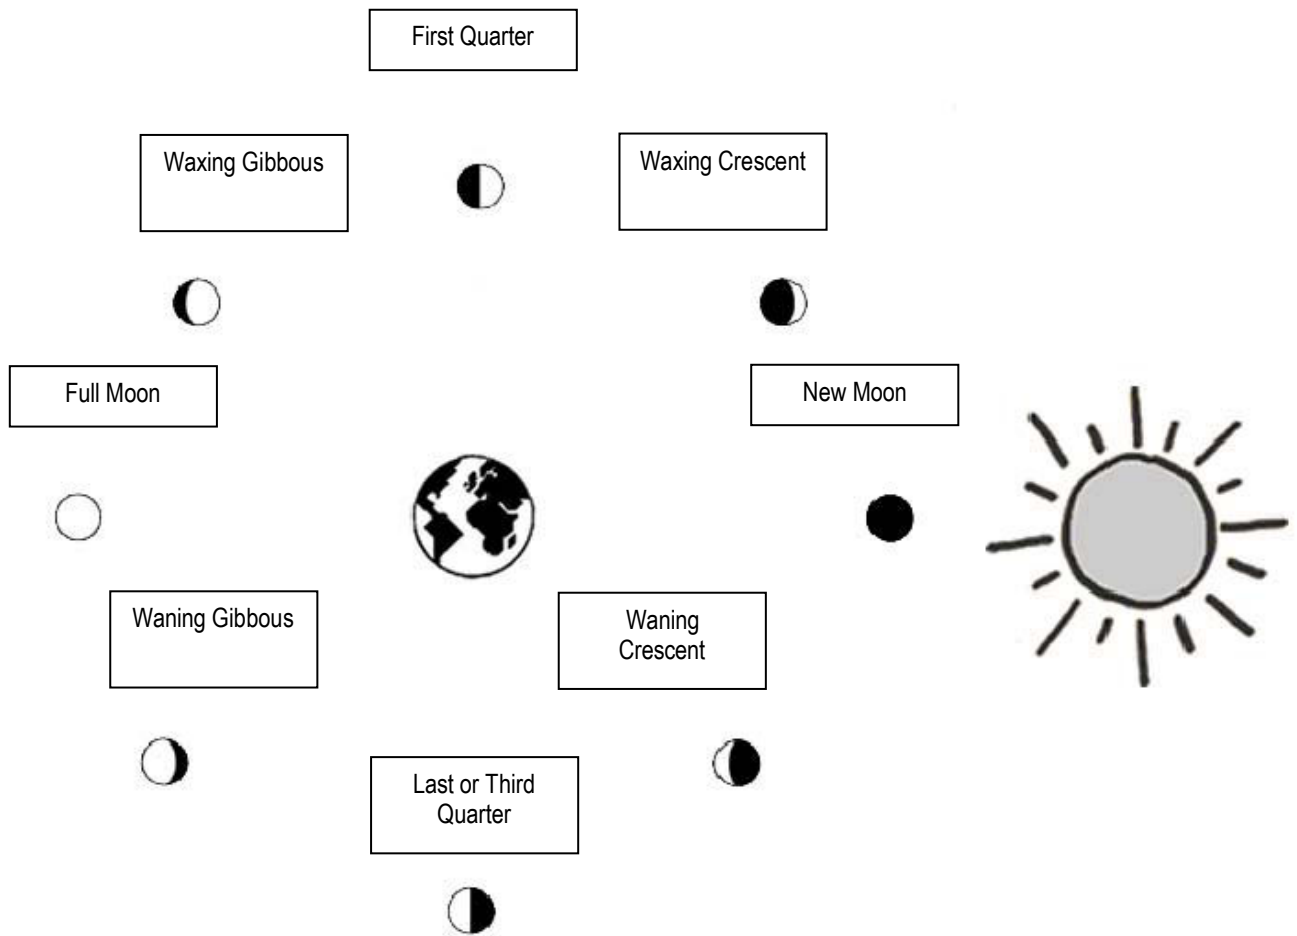 First Quarter
Waxing Gibbous
Waxing Crescent
Full Moon
New Moon
Waning Gibbous
Waning
Crescent
Last or Third
Quarter